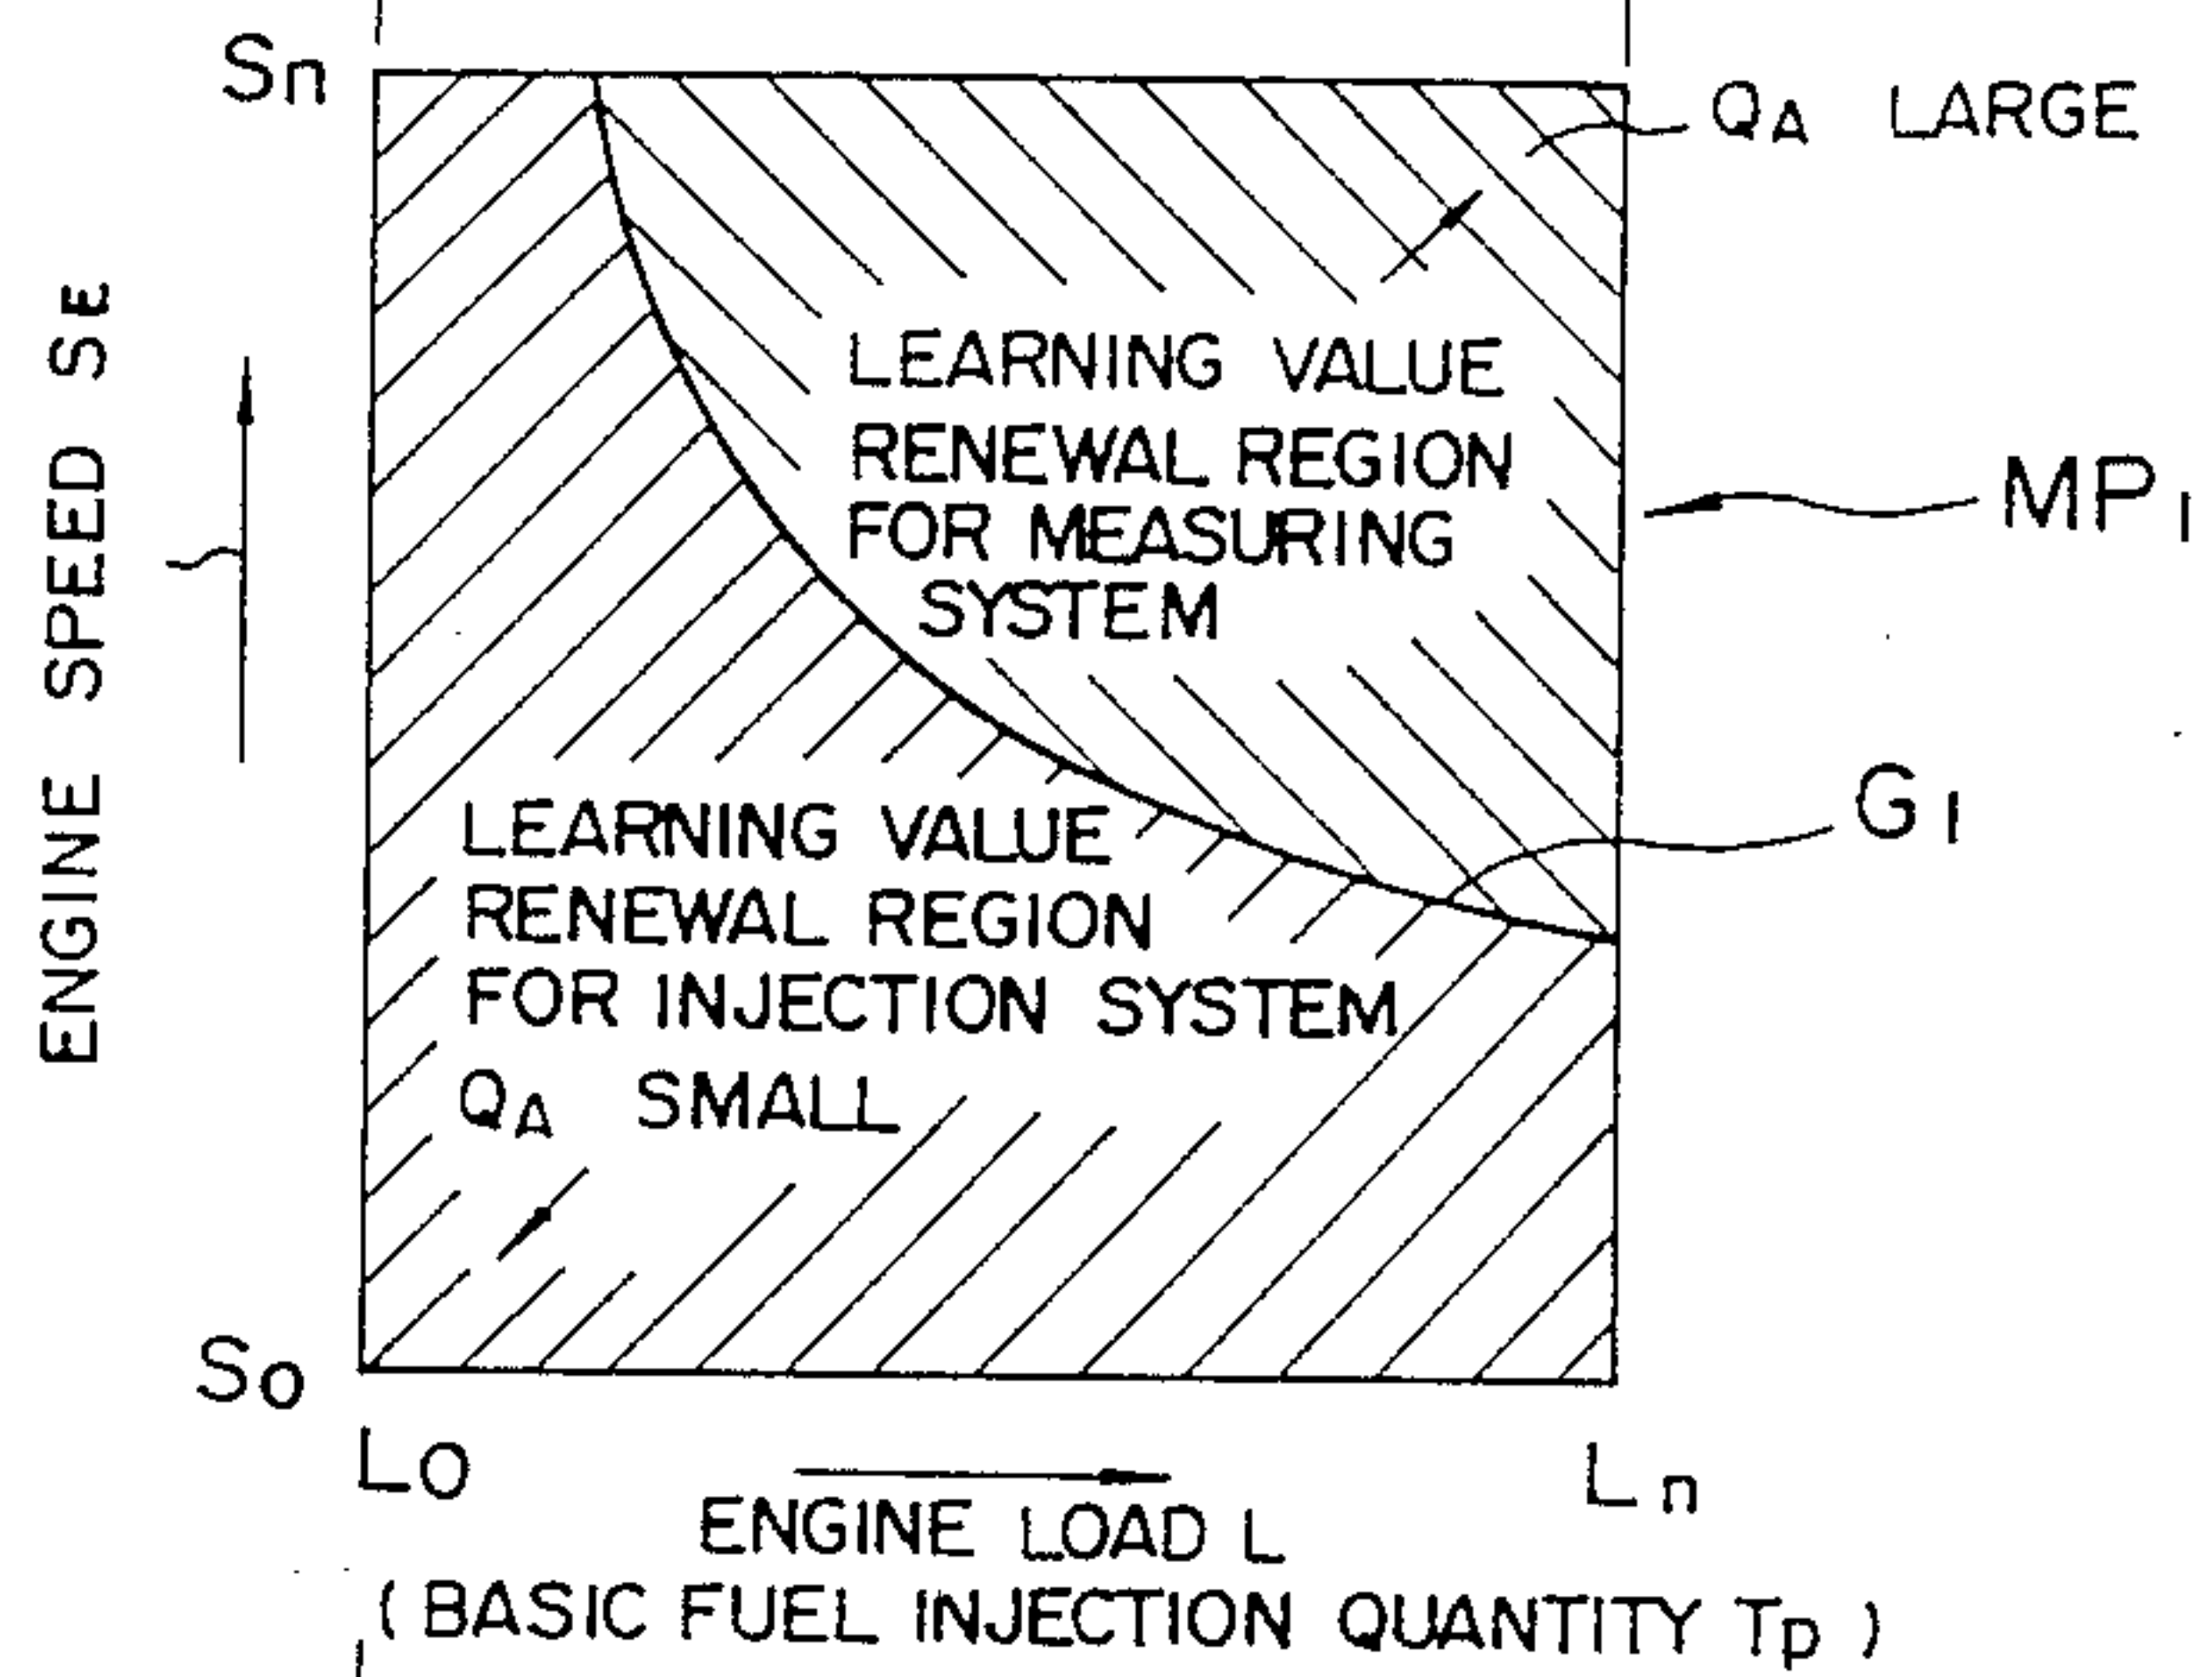 Sn
QA LARGE
ENGINE SPEED SE
LEARNING VALUE
RENEWAL REGION
FOR MEASURING
SYSTEM
MP1
G1
LEARNING VALUE
RENEWAL REGION
FOR INJECTION SYSTEM
QA SMALL
So
Lo
Ln
ENGINE LOAD L
(BASIC FUEL INJECTION QUANTITY Tp)